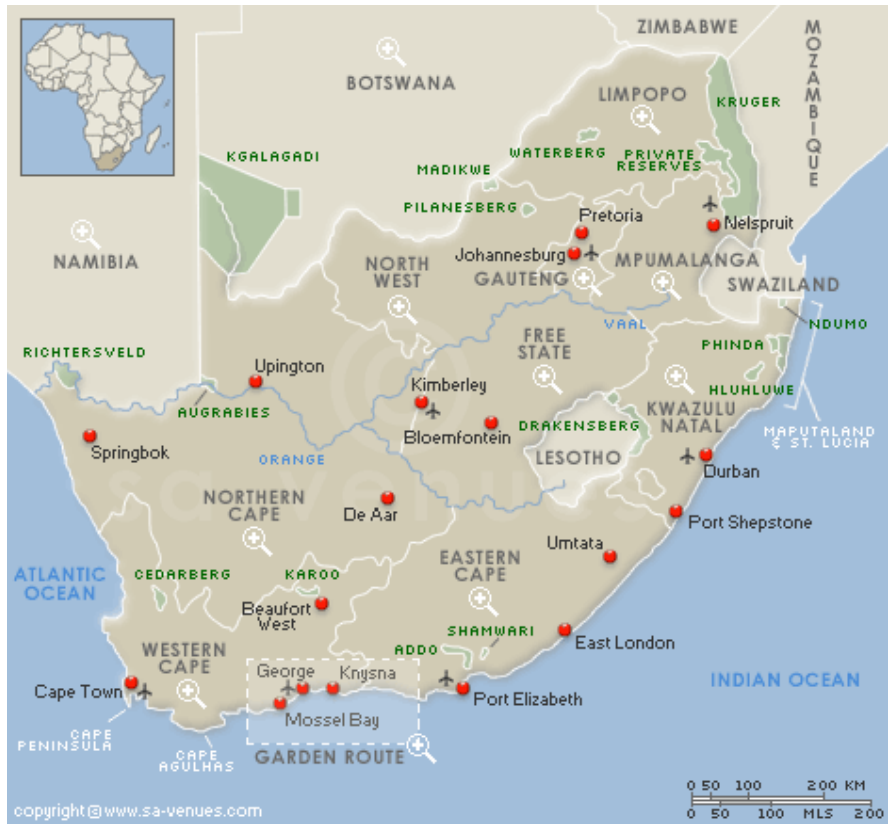 ZIMBABWE
MOZAMBIQUE
BOTSWANA
LIMPOPO
KRUGER
KGALAGADI
WATERBERG
PRIVATE
RESERVES
MADIKWE
PILANESBERG
Pretoria
Nelspruit
NAMIBIA
Johannesburg
NORTH
WEST
GAUTENG
MPUMALANGA
SWAZILAND
VAAL
NDUMO
FREE
STATE
PHINDA
RICHTERSVELD
Upington
HLUHLUWE
Kimberley
AUGRABIES
KWAZULU
NATAL
DRAKENSBERG
MAPUTALAND
& ST. LUCIA
Springbok
Bloemfontein
ORANGE
LESOTHO
Durban
©
sa-venues
NORTHERN
CAPE
De Aar
Port Shepstone
Umtata
EASTERN
CAPE
ATLANTIC
OCEAN
CEDARBERG
KAROO
Beaufort
West
SHAMWARI
East London
ADDO
WESTERN
CAPE
George
Knysna
Cape Town
Port Elizabeth
INDIAN OCEAN
Mossel Bay
CAPE
PENINSULA
CAPE
AGULHAS
GARDEN ROUTE
0 50 100 200 KM
0 50 100 MLS 200
copyright@www.sa-venues.com